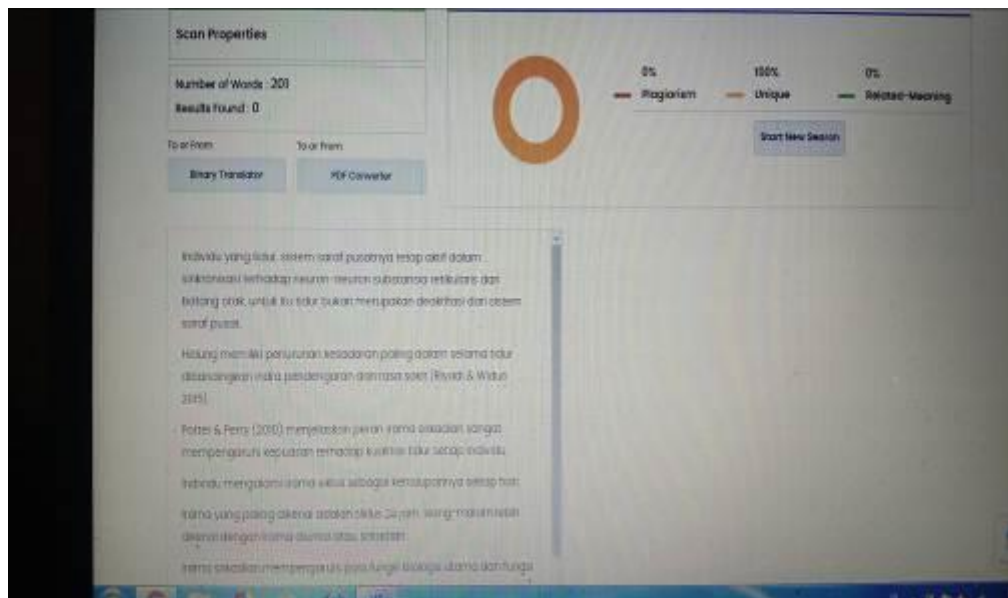 Scan Properties
Number of Words : 201
Results Found : 0
To or From
To or From
Binary Translator
PDF Converter
0%
Plagiarism
100%
Unique
0%
Related-Meaning
Start New Search
Individu yang tidur, sistem saraf pusatnya tetap aktif dalam
sinkronisasi terhadap neuron-neuron substansia retikularis dari
batang otak, untuk itu tidur bukan merupakan deaktifasi dari sistem
saraf pusat.
Hidung memiliki penurunan kesadaran paling dalam selama tidur
dibandingkan indra pendengaran dan rasa sakit
2015)
Potter & Perry (2010) menjelaskan peran irama sirkadian sangat
mempengaruhi kepuasan terhadap kualitas tidur setiap individu.
Individu mengalami irama siklus sebagai kehidupannya setiap hari.
Irama yang paling dikenal adalah siklus 24 jam, siang-malam lebih
dikenal dengan irama diurnal atau sirkadian.
Irama sirkadian mempengaruhi pola fungsi biologis utama dan fungsi